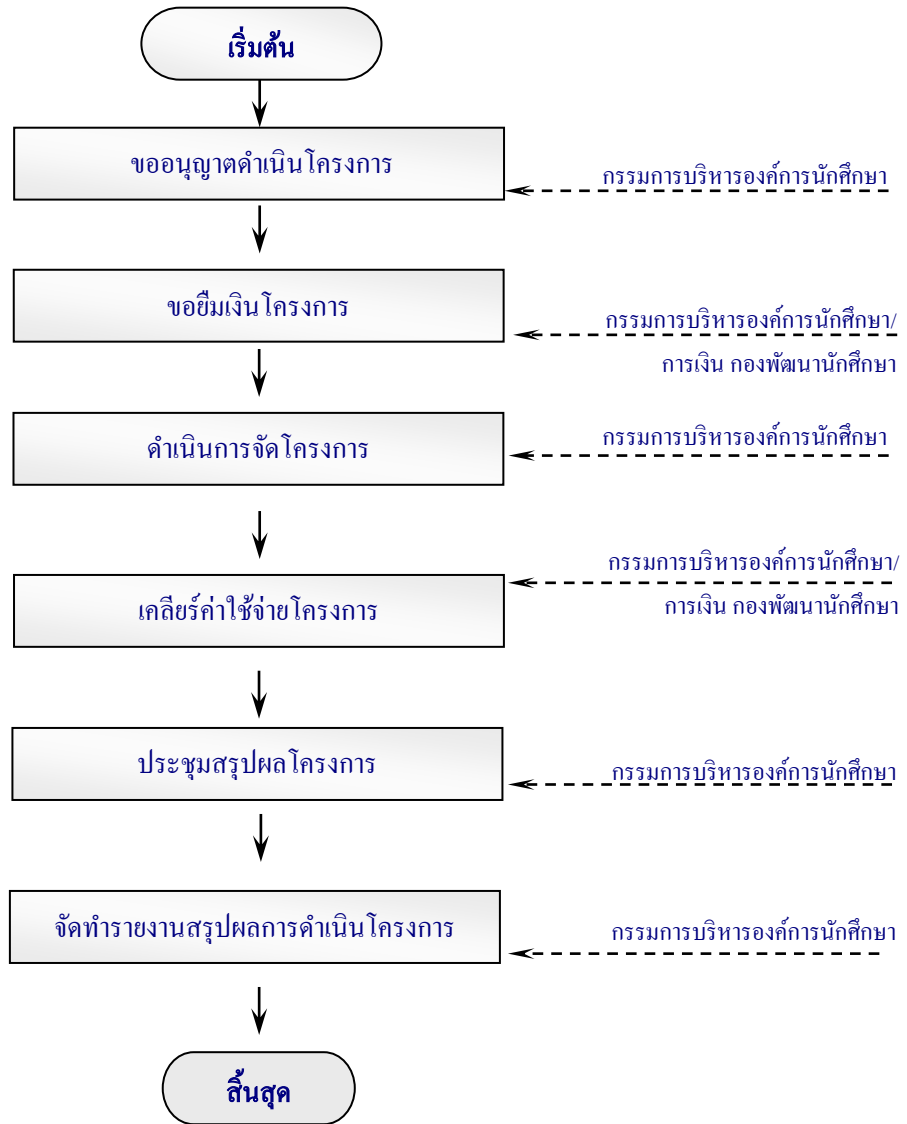 เริ่มต้น
ขออนุญาตดำเนินโครงการ
กรรมการบริหารองค์การนักศึกษา
ขอยืมเงินโครงการ
กรรมการบริหารองค์การนักศึกษา/
การเงิน กองพัฒนานักศึกษา
ดำเนินการจัดโครงการ
กรรมการบริหารองค์การนักศึกษา
เคลียร์ค่าใช้จ่ายโครงการ
กรรมการบริหารองค์การนักศึกษา/
การเงิน กองพัฒนานักศึกษา
ประชุมสรุปผลโครงการ
กรรมการบริหารองค์การนักศึกษา
จัดทำรายงานสรุปผลการดำเนินโครงการ
กรรมการบริหารองค์การนักศึกษา
สิ้นสุด